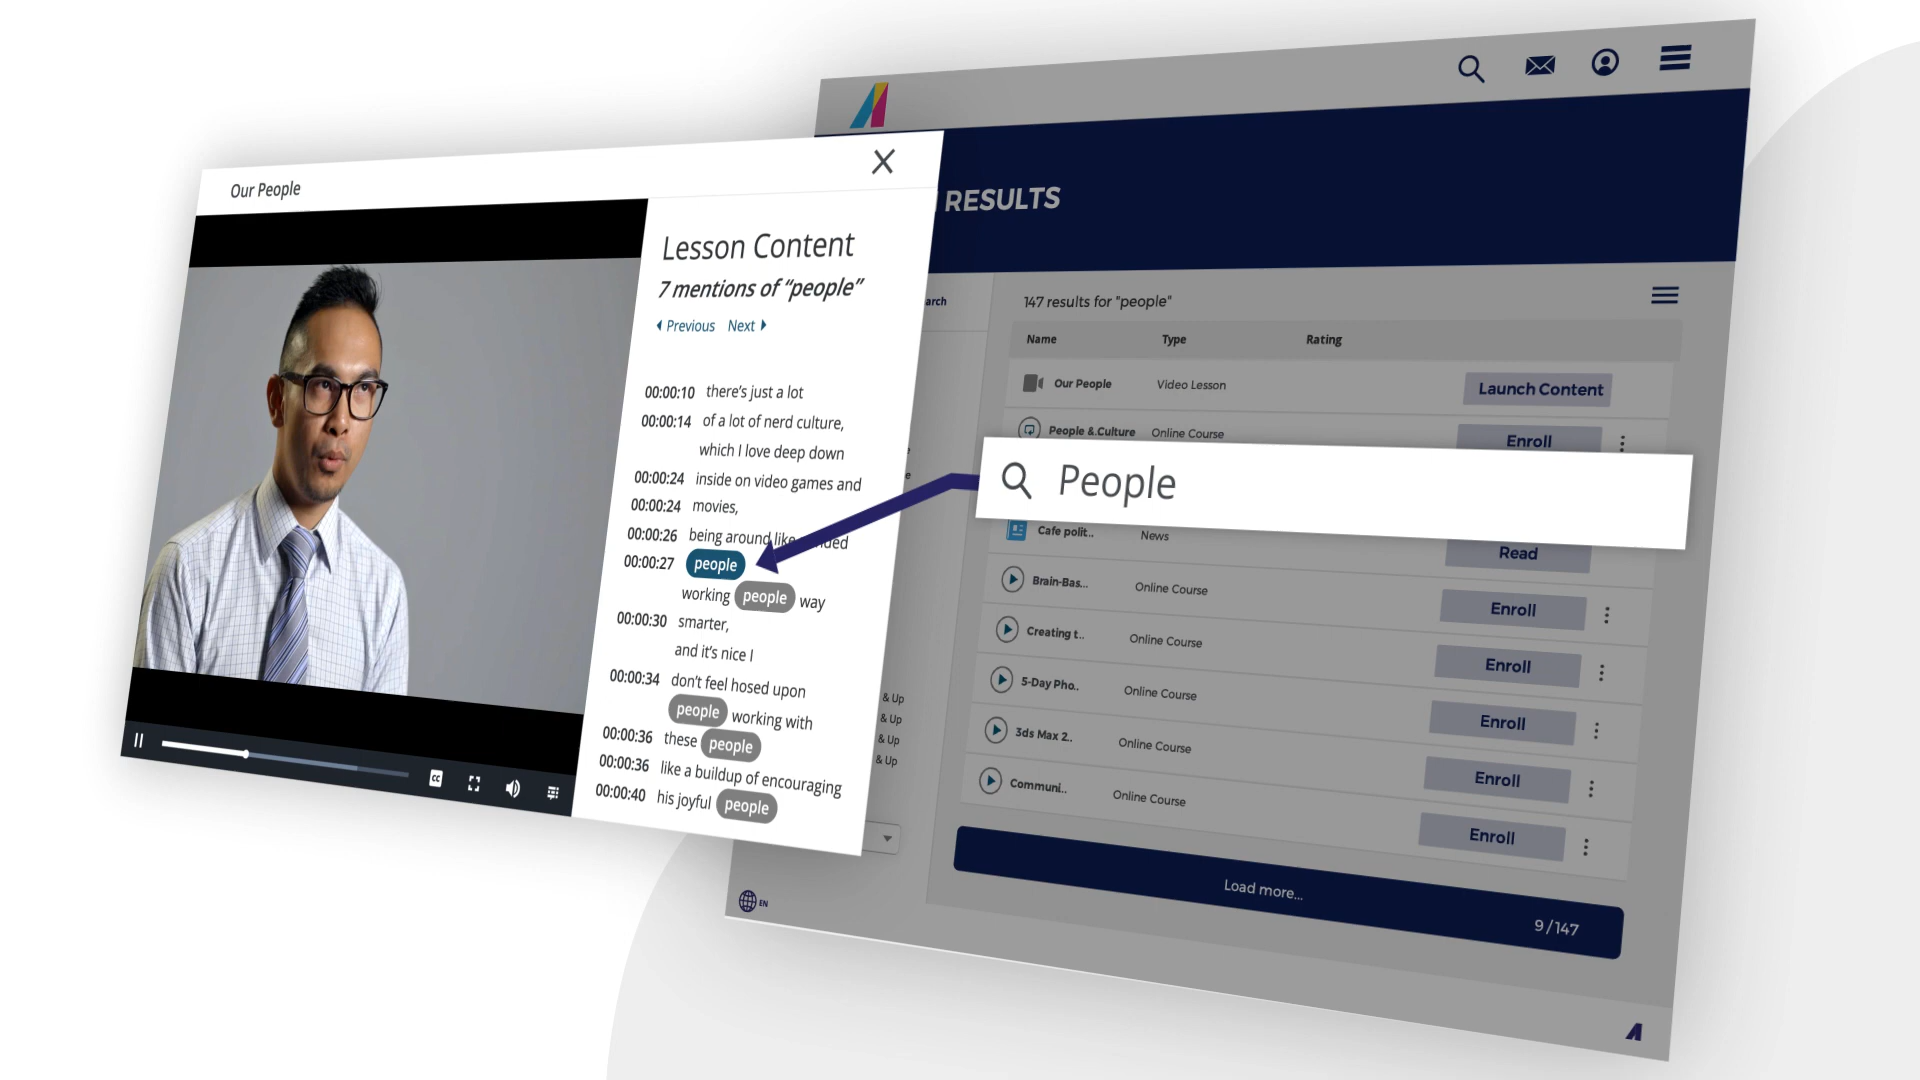 Our People
Lesson Content
7 mentions of “people”
Previous Next
00:00:10 there’s just a lot
00:00:14 of a lot of nerd culture,
which I love deep down
00:00:24 inside on video games and
00:00:24 movies,
00:00:26 being around like
00:00:27 people
working people way
00:00:30 smarter,
and it’s nice I
00:00:34 don’t feel hosed upon
people working with
00:00:36 these people
00:00:36 like a buildup of encouraging
00:00:40 his joyful people
CC
RESULTS
arch
147 results for "people"
Name Type Rating
Our People Video Lesson Launch Content
People & Culture Online Course Enroll
People
Cafe polit.. News Read
Brain-Bas... Online Course Enroll
Creating t.. Online Course Enroll
5-Day Pho.. Online Course Enroll
3ds Max 2.. Online Course Enroll
Communi.. Online Course Enroll
& Up
& Up
& Up
& Up
Load more...
9/147
EN